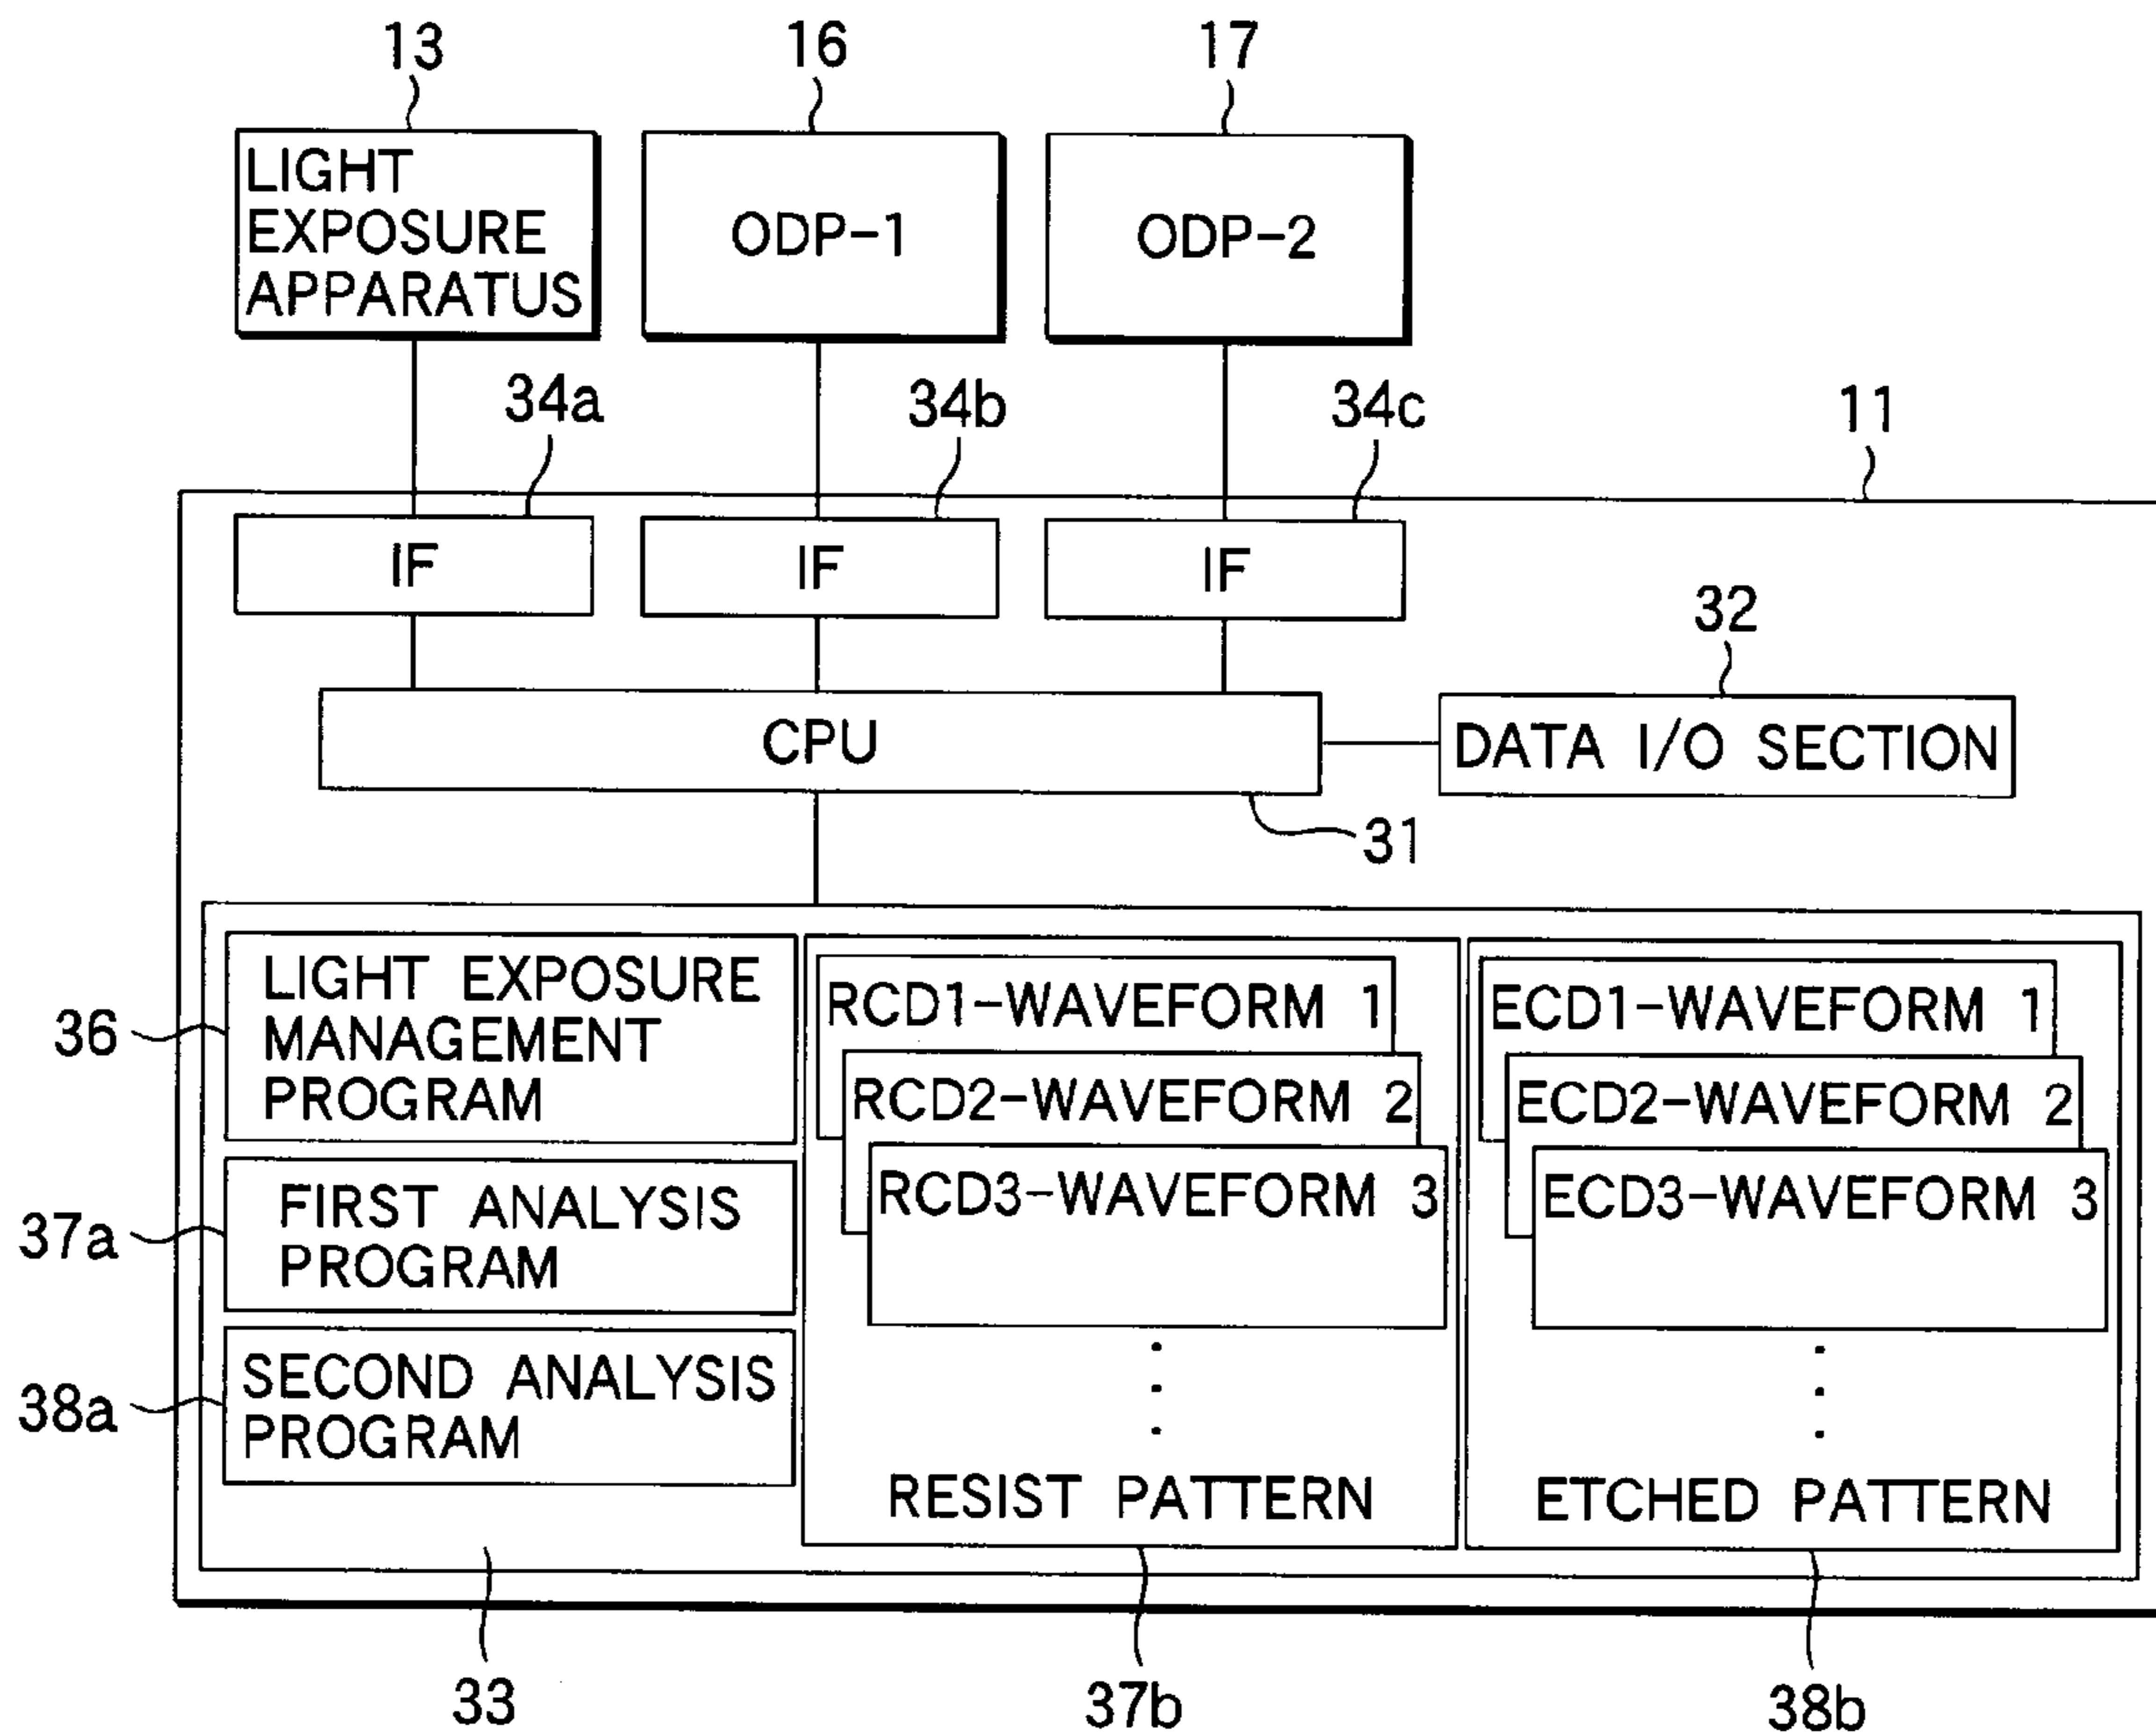 13
16
17
LIGHT
EXPOSURE
APPARATUS
ODP-1
ODP-2
34a
34b
34c
11
IF
IF
IF
32
CPU
DATA I/O SECTION
31
36
LIGHT EXPOSURE
MANAGEMENT
PROGRAM
37a
FIRST ANALYSIS
PROGRAM
38a
SECOND ANALYSIS
PROGRAM
RCD1-WAVEFORM 1
RCD2-WAVEFORM 2
RCD3-WAVEFORM 3
RESIST PATTERN
ECD1-WAVEFORM 1
ECD2-WAVEFORM 2
ECD3-WAVEFORM 3
ETCHED PATTERN
33
37b
38b